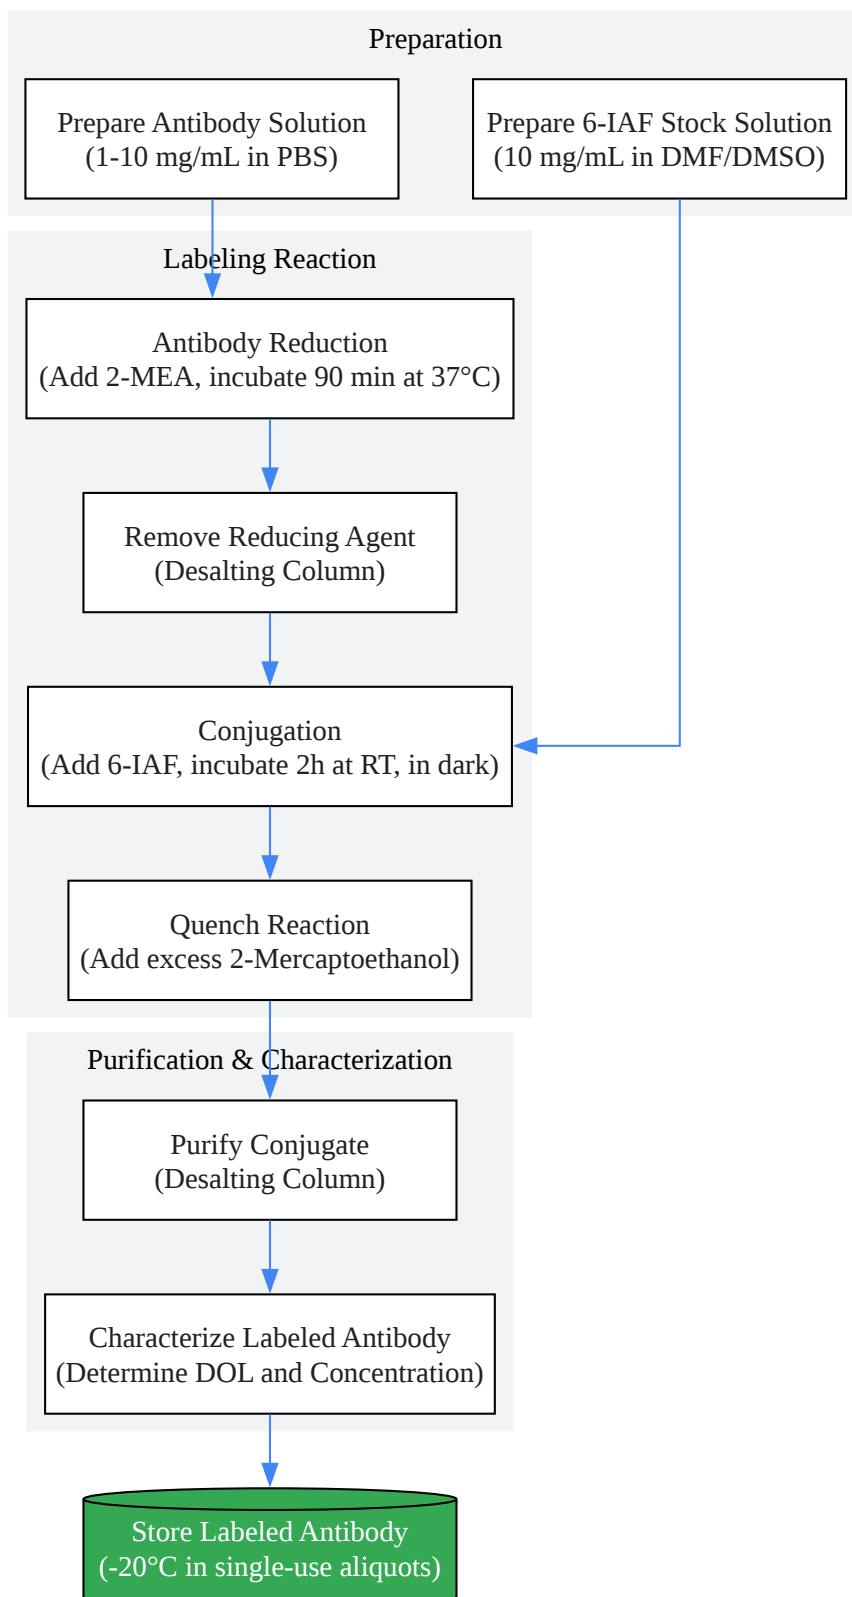 Preparation
Prepare Antibody Solution
(1-10 mg/mL in PBS)
Prepare 6-IAF Stock Solution
(10 mg/mL in DMF/DMSO)
Labeling Reaction
Antibody Reduction
(Add 2-MEA, incubate 90 min at 37°C)
Remove Reducing Agent
(Desalting Column)
Conjugation
(Add 6-IAF, incubate 2h at RT, in dark)
Quench Reaction
(Add excess 2-Mercaptoethanol)
Purification & Characterization
Purify Conjugate
(Desalting Column)
Characterize Labeled Antibody
(Determine DOL and Concentration)
Store Labeled Antibody
(-20°C in single-use aliquots)